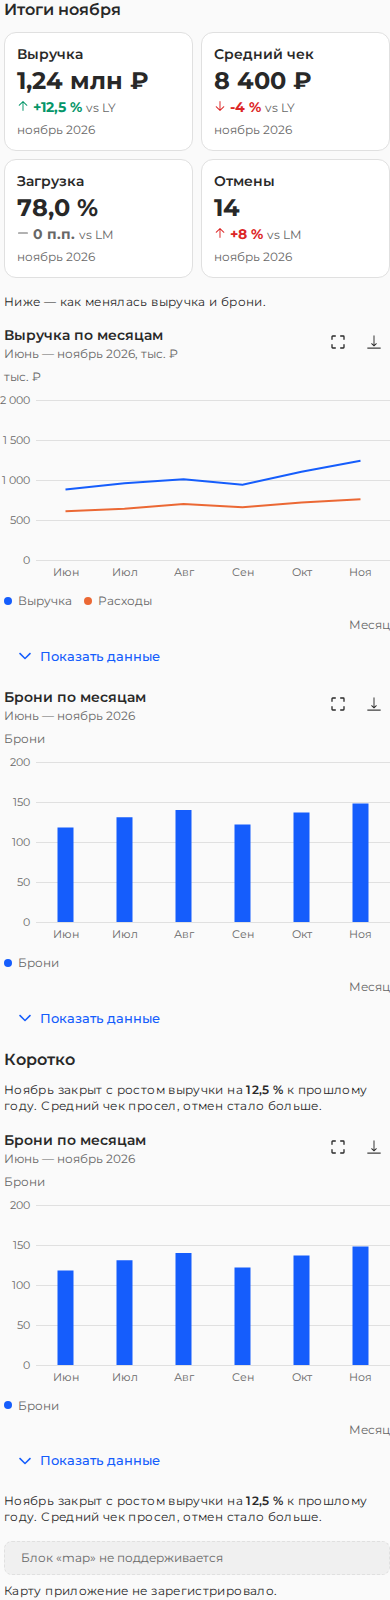 Итоги ноября
Выручка
1,24 млн ₽
↑ +12,5 % vs LY
ноябрь 2026
Средний чек
8 400 ₽
↓ -4 % vs LY
ноябрь 2026
Загрузка
78,0 %
— 0 п.п. vs LM
ноябрь 2026
Отмены
14
↑ +8 % vs LM
ноябрь 2026
Ниже — как менялась выручка и брони.
Выручка по месяцам
Июнь — ноябрь 2026, тыс. ₽
тыс. ₽
2 000
1 500
1 000
500
0
Июн Июл Авг Сен Окт Ноя
Выручка Расходы
Месяц
Показать данные
Брони по месяцам
Июнь — ноябрь 2026
Брони
200
150
100
50
0
Июн Июл Авг Сен Окт Ноя
Брони
Месяц
Показать данные
Коротко
Ноябрь закрыт с ростом выручки на 12,5 % к прошлому
году. Средний чек просел, отмен стало больше.
Брони по месяцам
Июнь — ноябрь 2026
Брони
200
150
100
50
0
Июн Июл Авг Сен Окт Ноя
Брони
Месяц
Показать данные
Ноябрь закрыт с ростом выручки на 12,5 % к прошлому
году. Средний чек просел, отмен стало больше.
Блок «map» не поддерживается
Карту приложение не зарегистрировало.